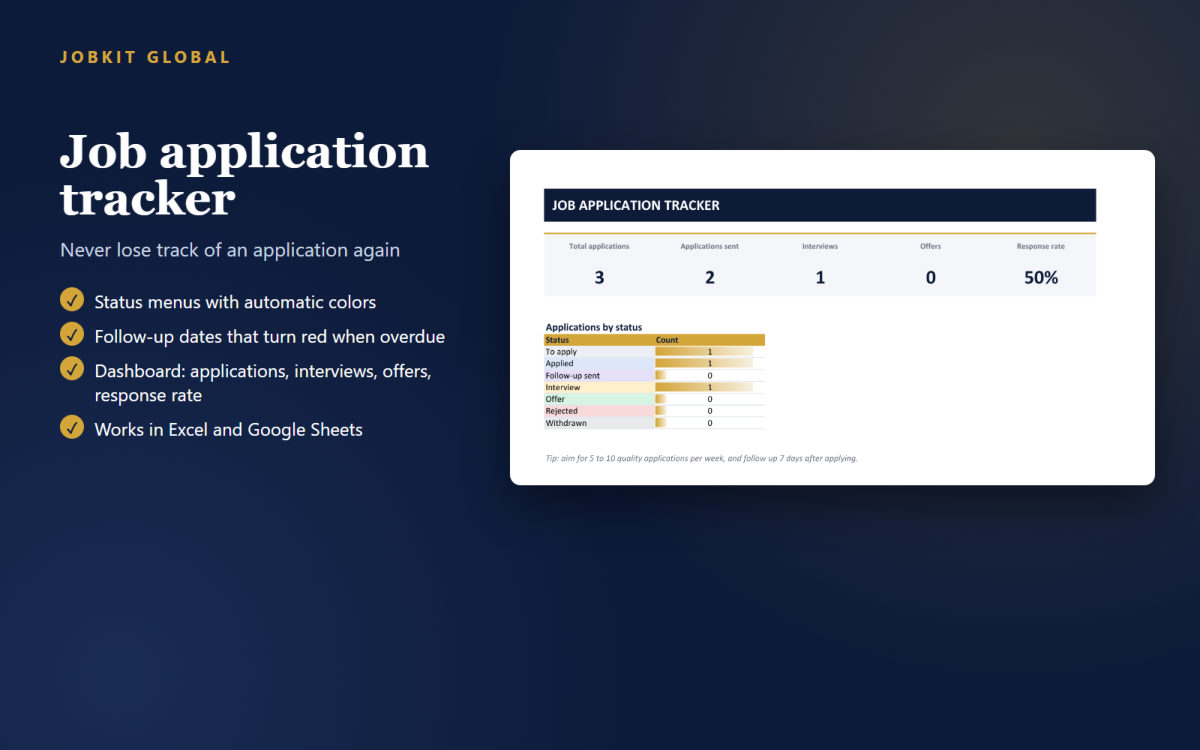 JOBKIT GLOBAL
Job application
tracker
Never lose track of an application again
Status menus with automatic colors
Follow-up dates that turn red when overdue
Dashboard: applications, interviews, offers,
response rate
Works in Excel and Google Sheets
JOB APPLICATION TRACKER
Total applications Applications sent Interviews Offers Response rate
3 2 1 0 50%
Applications by status
Status Count
To apply 1
Applied 1
Follow-up sent 0
Interview 1
Offer 0
Rejected 0
Withdrawn 0
Tip: aim for 5 to 10 quality applications per week, and follow up 7 days after applying.